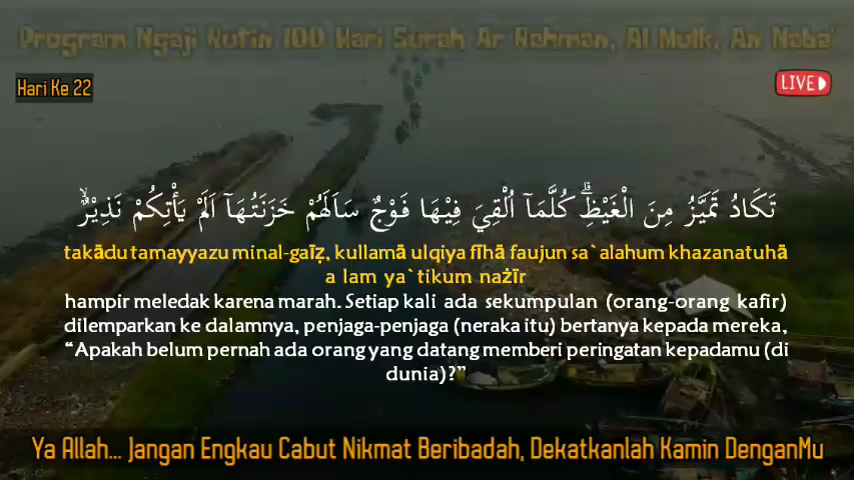 Program Ngaji Rutin 100 Hari Surah Ar Rahman, Al Mulk, An Naba'
Hari Ke 22
LIVE
تَكَادُ تَمَيَّزُ مِنَ الْغَيْظِۗ كُلَّمَآ اُلْقِيَ فِيْهَا فَوْجٌ سَاَلَهُمْ خَزَنَتُهَآ اَلَمْ يَأْتِكُمْ نَذِيْرٌۙ
takādu tamayyazu minal-gaīẓ, kullamā ulqiya fīhā faujun sa`alahum khazanatuhā
a lam ya`tikum nażīr
hampir meledak karena marah. Setiap kali ada sekumpulan (orang-orang kafir)
dilemparkan ke dalamnya, penjaga-penjaga (neraka itu) bertanya kepada mereka,
“Apakah belum pernah ada orang yang datang memberi peringatan kepadamu (di
dunia)?”
Ya Allah... Jangan Engkau Cabut Nikmat Beribadah, Dekatkanlah Kamin DenganMu